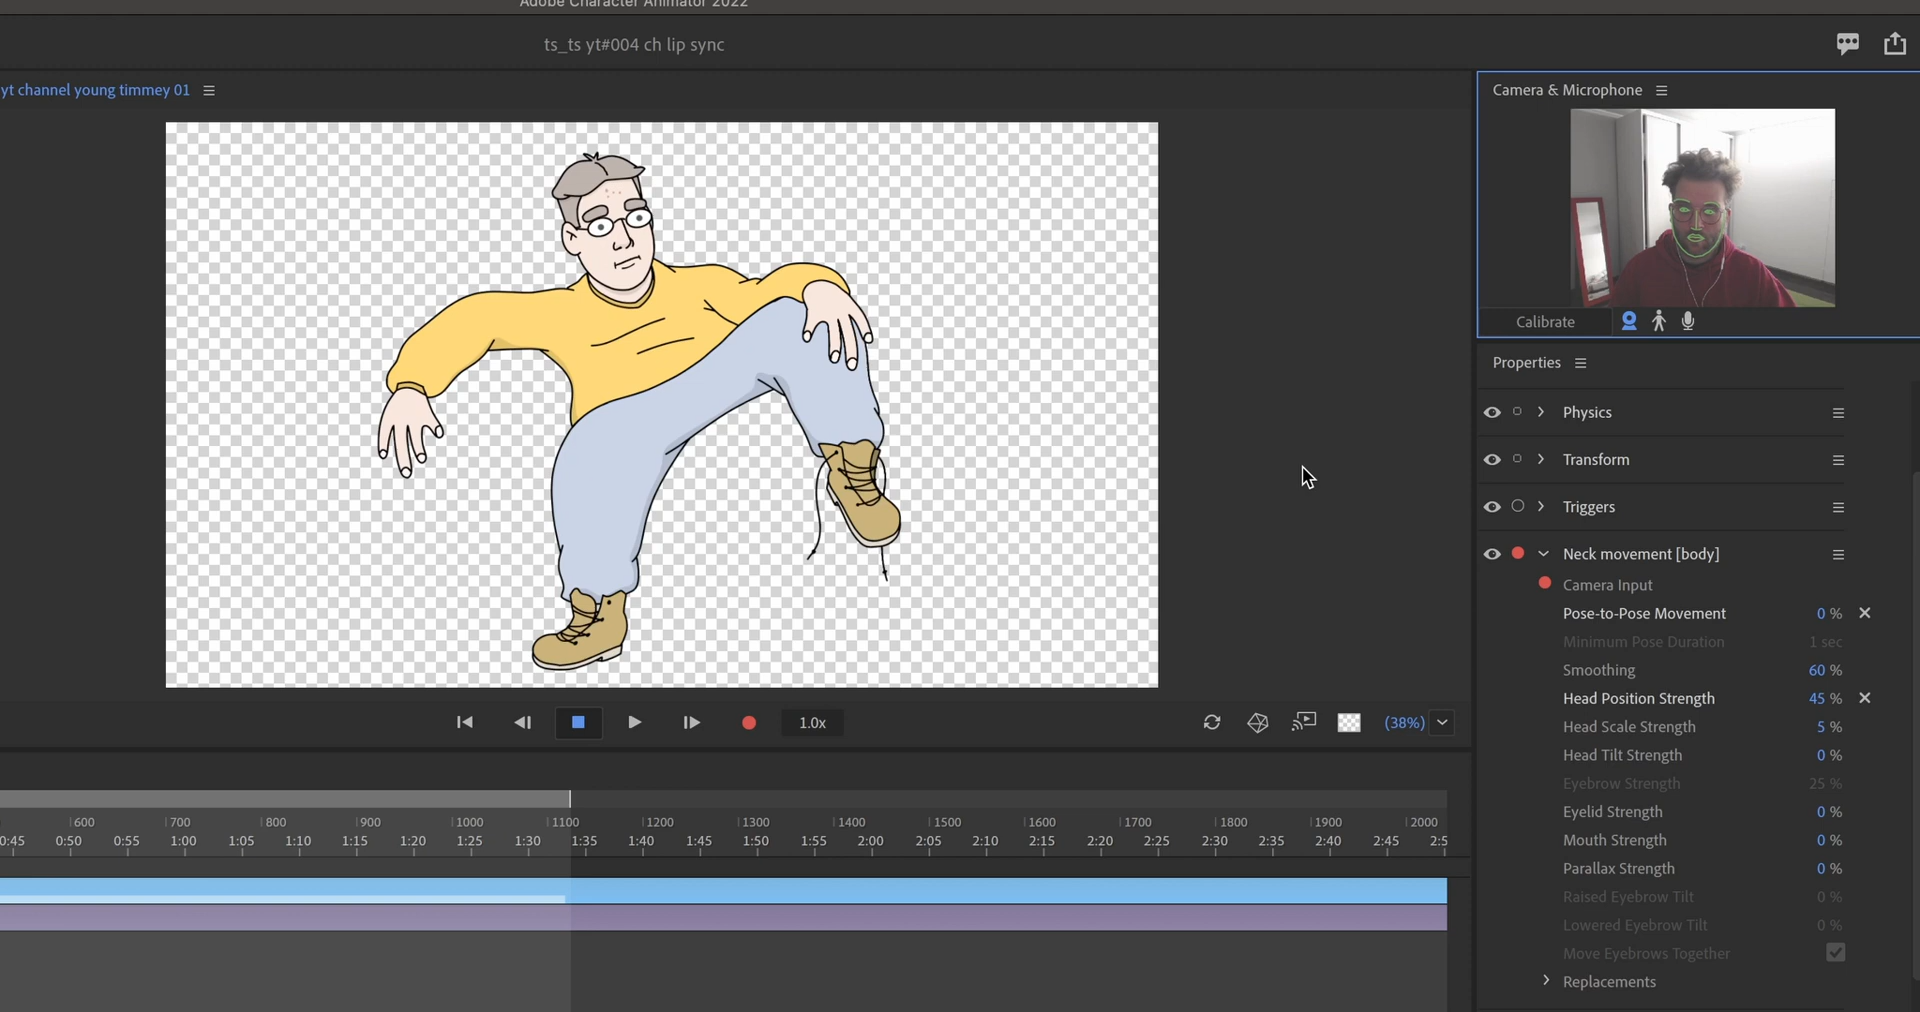 Adobe Character Animator 2022
ts_ts yt#004 ch lip sync
yt channel young timmey 01
Camera & Microphone
Calibrate
Properties
Physics
Transform
Triggers
Neck movement [body]
Camera Input
Pose-to-Pose Movement 0 %
Minimum Pose Duration 1 sec
Smoothing 60 %
Head Position Strength 45 %
Head Scale Strength 5 %
Head Tilt Strength 0 %
Eyebrow Strength 25 %
Eyelid Strength 0 %
Mouth Strength 0 %
Parallax Strength 0 %
Raised Eyebrow Tilt 0 %
Lowered Eyebrow Tilt 0 %
Move Eyebrows Together
Replacements
1.0x
(38%)
600 700 800 900 1000 1100 1200 1300 1400 1500 1600 1700 1800 1900 2000
0:45 0:50 0:55 1:00 1:05 1:10 1:15 1:20 1:25 1:30 1:35 1:40 1:45 1:50 1:55 2:00 2:05 2:10 2:15 2:20 2:25 2:30 2:35 2:40 2:45